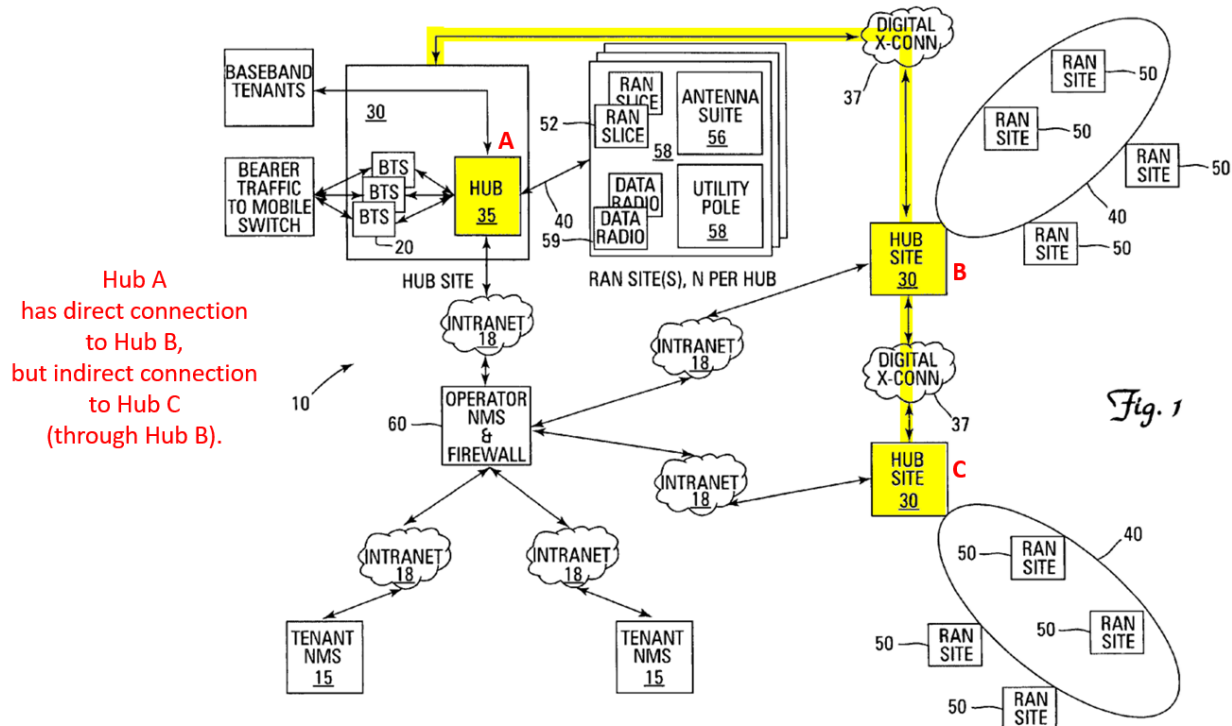 DIGITAL
X-CONN
37
BASEBAND
TENANTS
30
A
BTS
BTS
BTS
20
HUB
35
BEARER
TRAFFIC
TO MOBILE
SWITCH
40
RAN
SLICE
RAN
SLICE
52
58
ANTENNA
SUITE
56
DATA
RADIO
DATA
RADIO
59
UTILITY
POLE
58
HUB SITE
RAN SITE(S), N PER HUB
RAN
SITE
50
RAN
SITE
50
RAN
SITE
50
RAN
SITE
50
40
HUB
SITE
30
B
Hub A
has direct connection
to Hub B,
but indirect connection
to Hub C
(through Hub B).
10
INTRANET
18
INTRANET
18
DIGITAL
X-CONN
37
Fig. 1
60
OPERATOR
NMS
&
FIREWALL
INTRANET
18
HUB
SITE
30
C
INTRANET
18
INTRANET
18
TENANT
NMS
15
TENANT
NMS
15
40
50
RAN
SITE
50
RAN
SITE
50
RAN
SITE
50
RAN
SITE